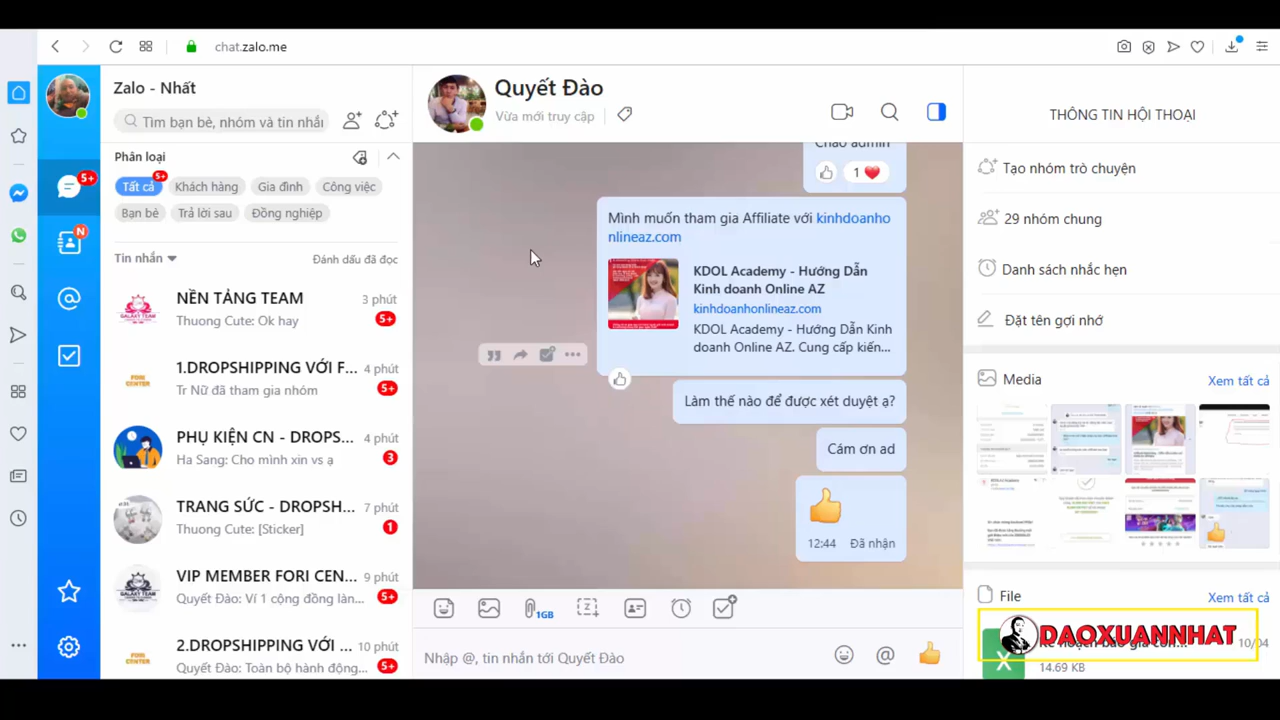 chat.zalo.me
Zalo - Nhất
Tìm bạn bè, nhóm và tin nhắ
Phân loại
Tất cả 5+
Khách hàng
Gia đình
Công việc
Bạn bè
Trả lời sau
Đồng nghiệp
Tin nhắn
Đánh dấu đã đọc
5+
N
NỀN TẢNG TEAM 3 phút
Thuong Cute: Ok hay 5+
1.DROPSHIPPING VỚI F... 4 phút
Tr Nữ đã tham gia nhóm 5+
PHỤ KIỆN CN - DROPS... 4 phút
Ha Sang: Cho mình xin vs ạ 3
TRANG SỨC - DROPSH... 7 phút
Thuong Cute: [Sticker] 1
VIP MEMBER FORI CEN... 9 phút
Quyết Đào: Ví 1 cộng đồng làn... 5+
2.DROPSHIPPING VỚI ... 10 phút
Quyết Đào: Toàn bộ hành động... 5+
Quyết Đào
Vừa mới truy cập
Chào admin
1
Mình muốn tham gia Affiliate với kinhdoanho
nlineaz.com
KDOL Academy - Hướng Dẫn
Kinh doanh Online AZ
kinhdoanhonlineaz.com
KDOL Academy - Hướng Dẫn Kinh
doanh Online AZ. Cung cấp kiến...
Làm thế nào để được xét duyệt ạ?
Cám ơn ad
12:44 Đã nhận
1GB
Nhập @, tin nhắn tới Quyết Đào
THÔNG TIN HỘI THOẠI
Tạo nhóm trò chuyện
29 nhóm chung
Danh sách nhắc hẹn
Đặt tên gợi nhớ
Media
Xem tất cả
File
Xem tất cả
DAOXUANNHAT
10/04
14.69 KB